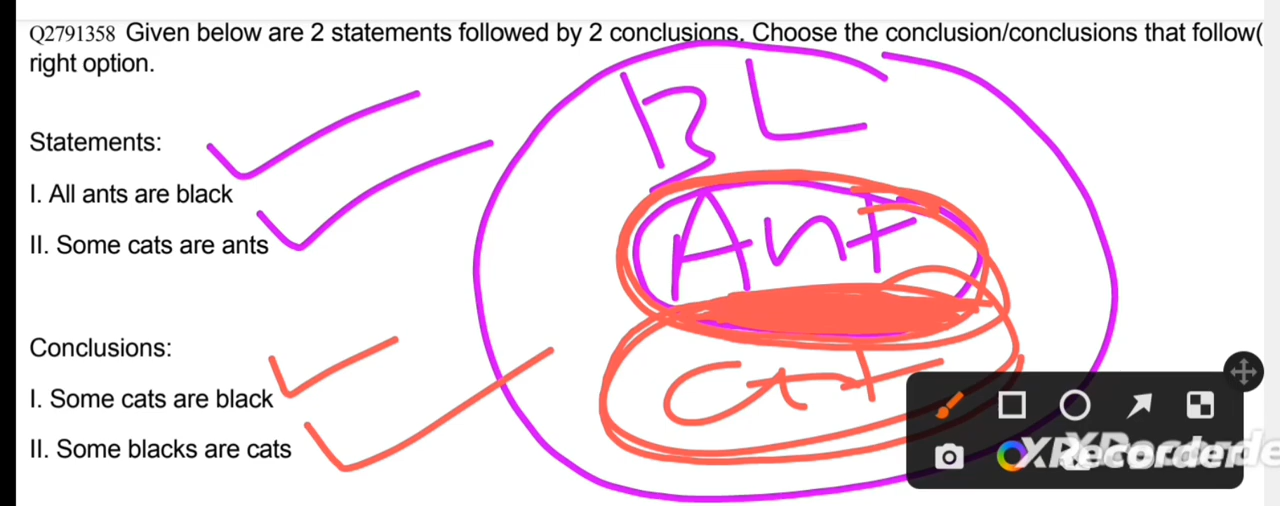 Q2791358 Given below are 2 statements followed by 2 conclusions. Choose the conclusion/conclusions that follow(
right option.
BL
Statements:
I. All ants are black
Ant
II. Some cats are ants
Conclusions:
Cat
I. Some cats are black
II. Some blacks are cats
XRecorder